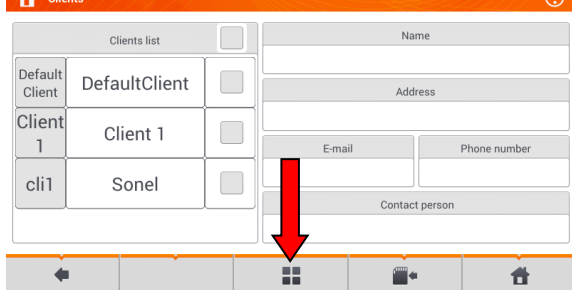 Clients
Clients list
Name
Default
Client
DefaultClient
Address
Client
1
Client 1
E-mail
Phone number
cli1
Sonel
Contact person